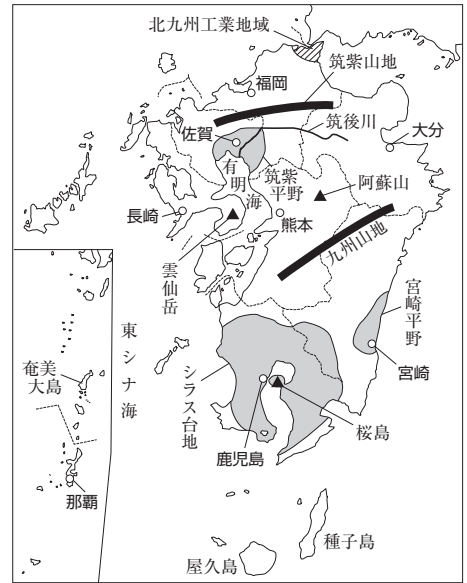 北九州工業地域
筑紫山地
福岡
筑後川
大分
佐賀
有明海
筑紫平野
阿蘇山
長崎
熊本
雲仙岳
九州山地
宮崎平野
東シナ海
奄美
大島
シラス台地
宮崎
桜島
鹿児島
那覇
種子島
屋久島